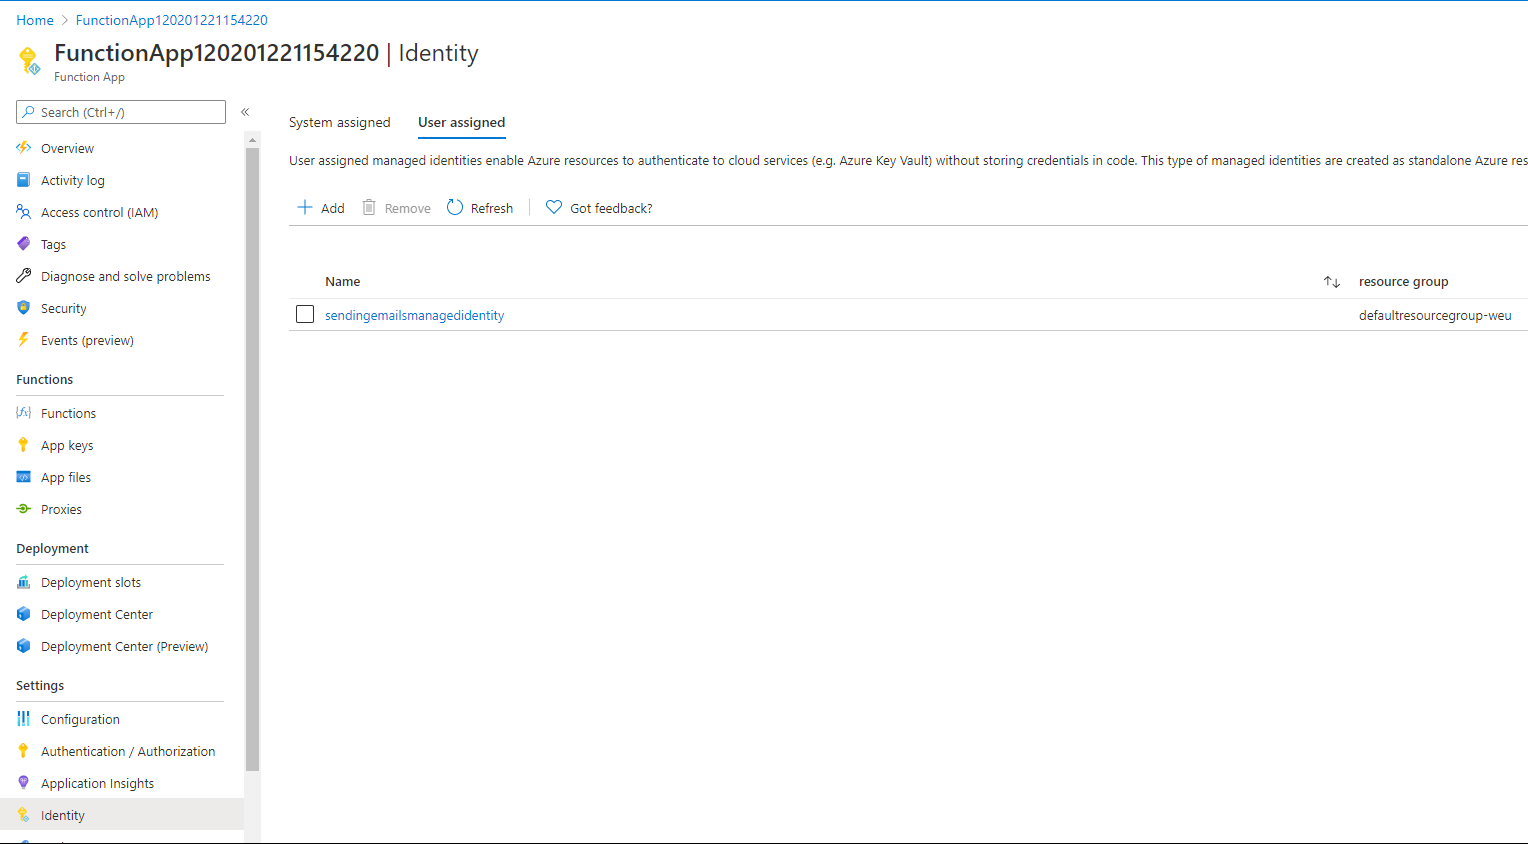 Home > FunctionApp120201221154220
FunctionApp120201221154220 | Identity
Function App
Search (Ctrl+/)
«
Overview
Activity log
Access control (IAM)
Tags
Diagnose and solve problems
Security
Events (preview)
Functions
Functions
App keys
App files
Proxies
Deployment
Deployment slots
Deployment Center
Deployment Center (Preview)
Settings
Configuration
Authentication / Authorization
Application Insights
Identity
System assigned User assigned
User assigned managed identities enable Azure resources to authenticate to cloud services (e.g. Azure Key Vault) without storing credentials in code. This type of managed identities are created as standalone Azure res
Add Remove Refresh Got feedback?
Name ↑↓ resource group
sendingemailsmanagedidentity defaultresourcegroup-weu